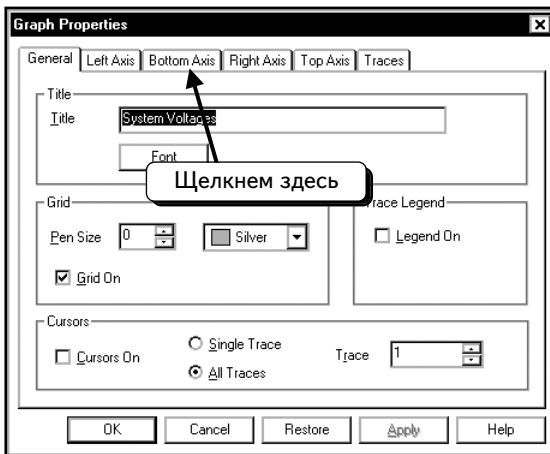 Graph Properties
General Left Axis Bottom Axis Right Axis Top Axis Traces
Title
Title System Voltages
Font
Щелкнем здесь
Grid
Pen Size 0 Silver
Grid On
Trace Legend
Legend On
Cursors
Cursors On
Single Trace
All Traces
Trace 1
OK Cancel Restore Apply Help